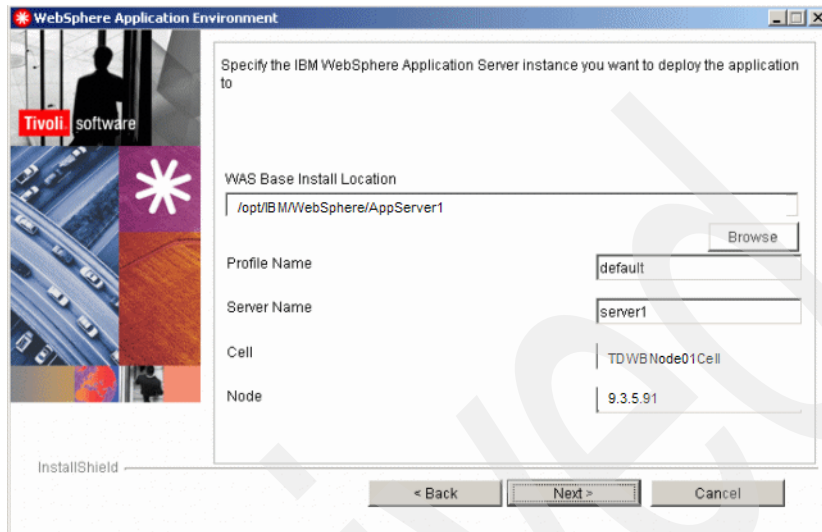 WebSphere Application Environment
Specify the IBM WebSphere Application Server instance you want to deploy the application
to
Tivoli. software
WAS Base Install Location
/opt/IBM/WebSphere/AppServer1
Browse
Profile Name
default
Server Name
server1
Cell
TDWBNode01Cell
Node
9.3.5.91
InstallShield
< Back
Next >
Cancel